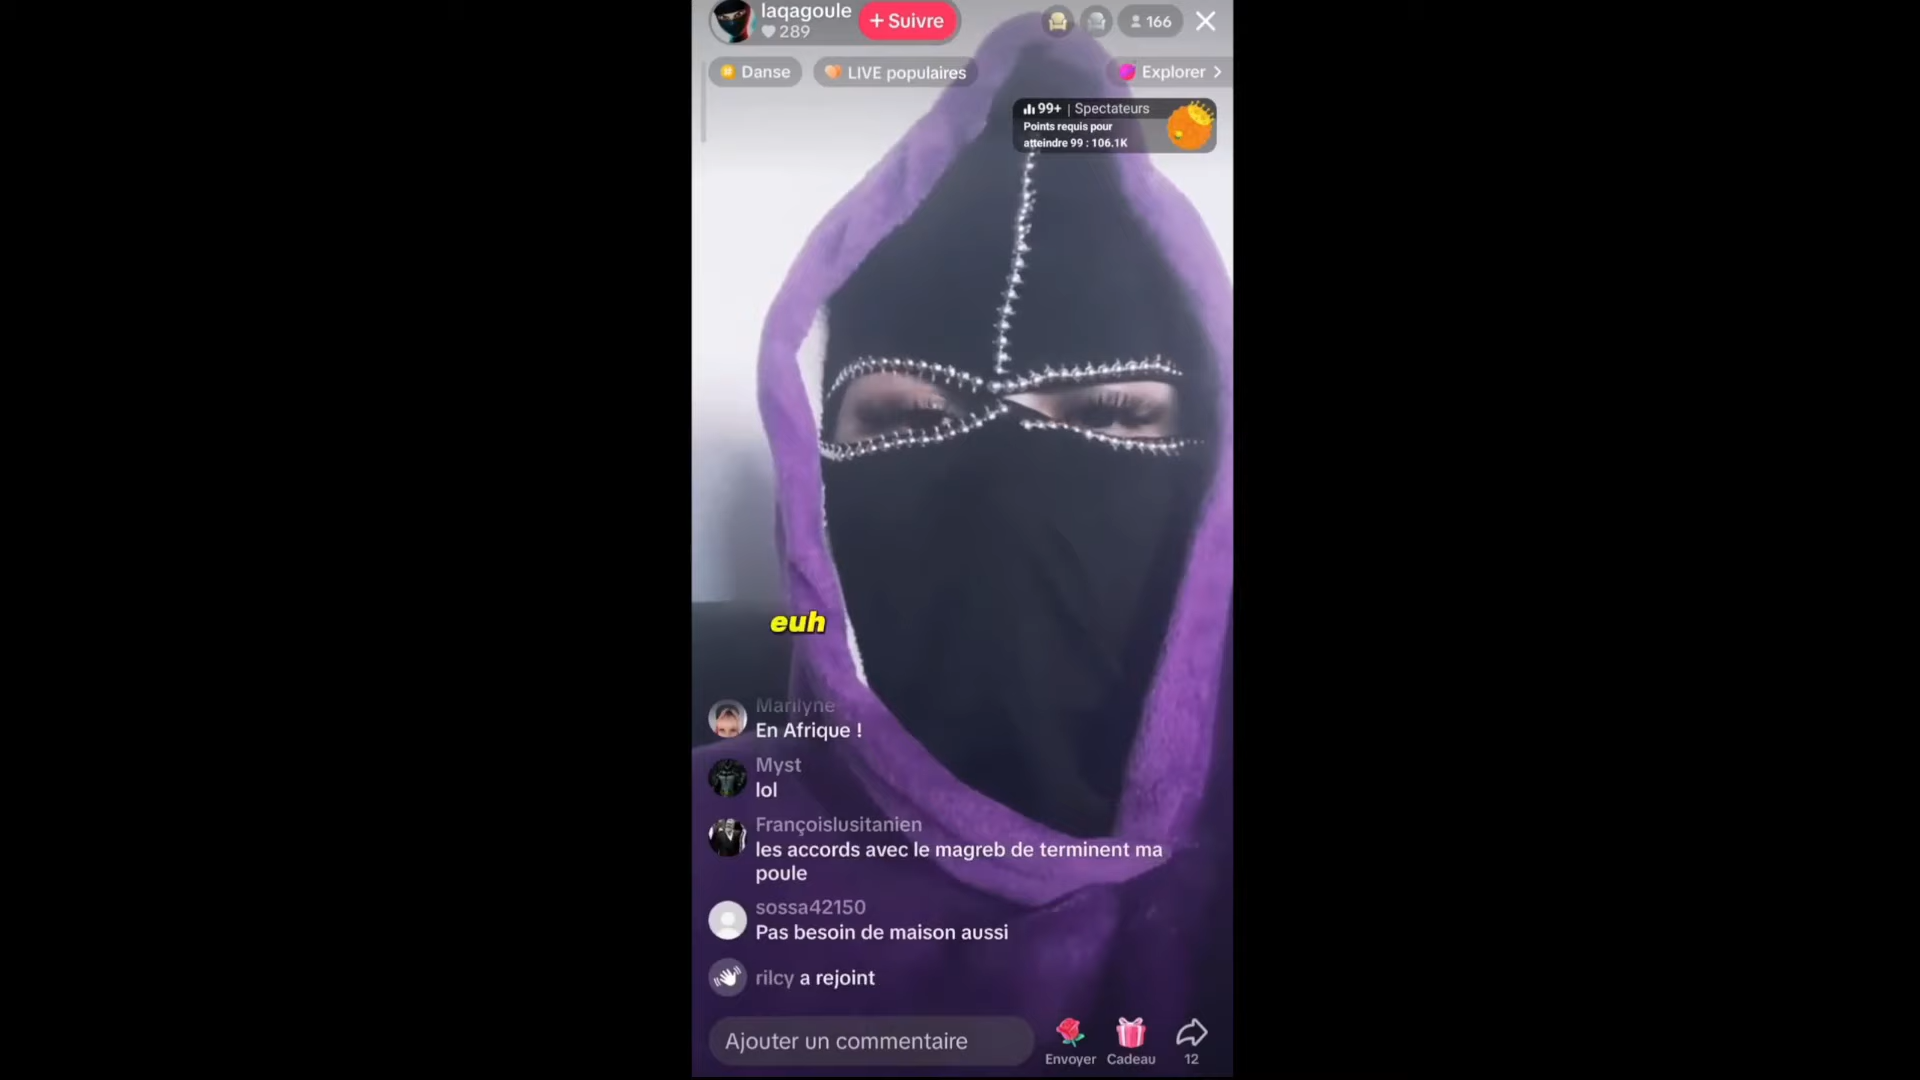 laqagoule
289
+ Suivre
166
Danse
LIVE populaires
Explorer
99+ | Spectateurs
Points requis pour
atteindre 99 : 106.1K
euh
Marilyne
En Afrique !
Myst
lol
Françoislusitanien
les accords avec le magreb de terminent ma
poule
sossa42150
Pas besoin de maison aussi
rilcy a rejoint
Ajouter un commentaire
Envoyer
Cadeau
12